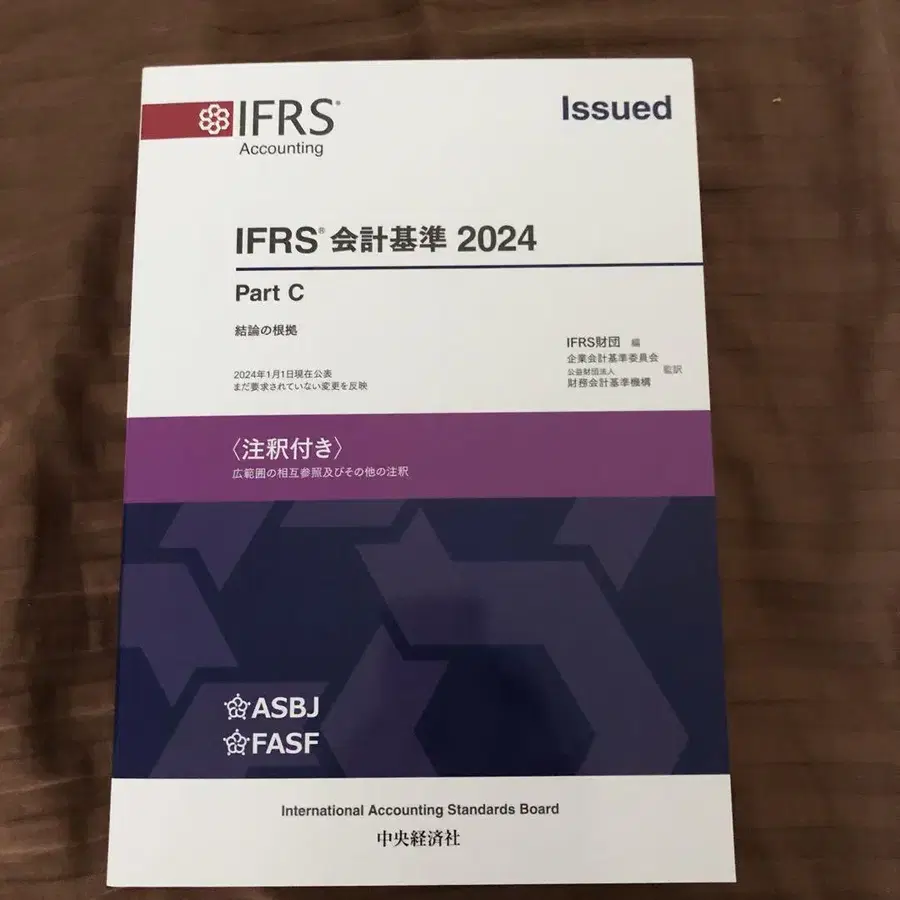 IFRS®
Accounting
Issued
IFRS® 会計基準 2024
Part C
結論の根拠
2024年1月1日現在公表
まだ要求されていない変更を反映
IFRS財団 編
企業会計基準委員会
公益財団法人
財務会計基準機構
監訳
〈注釈付き〉
広範囲の相互参照及びその他の注釈
ASBJ
FASF
International Accounting Standards Board
中央経済社